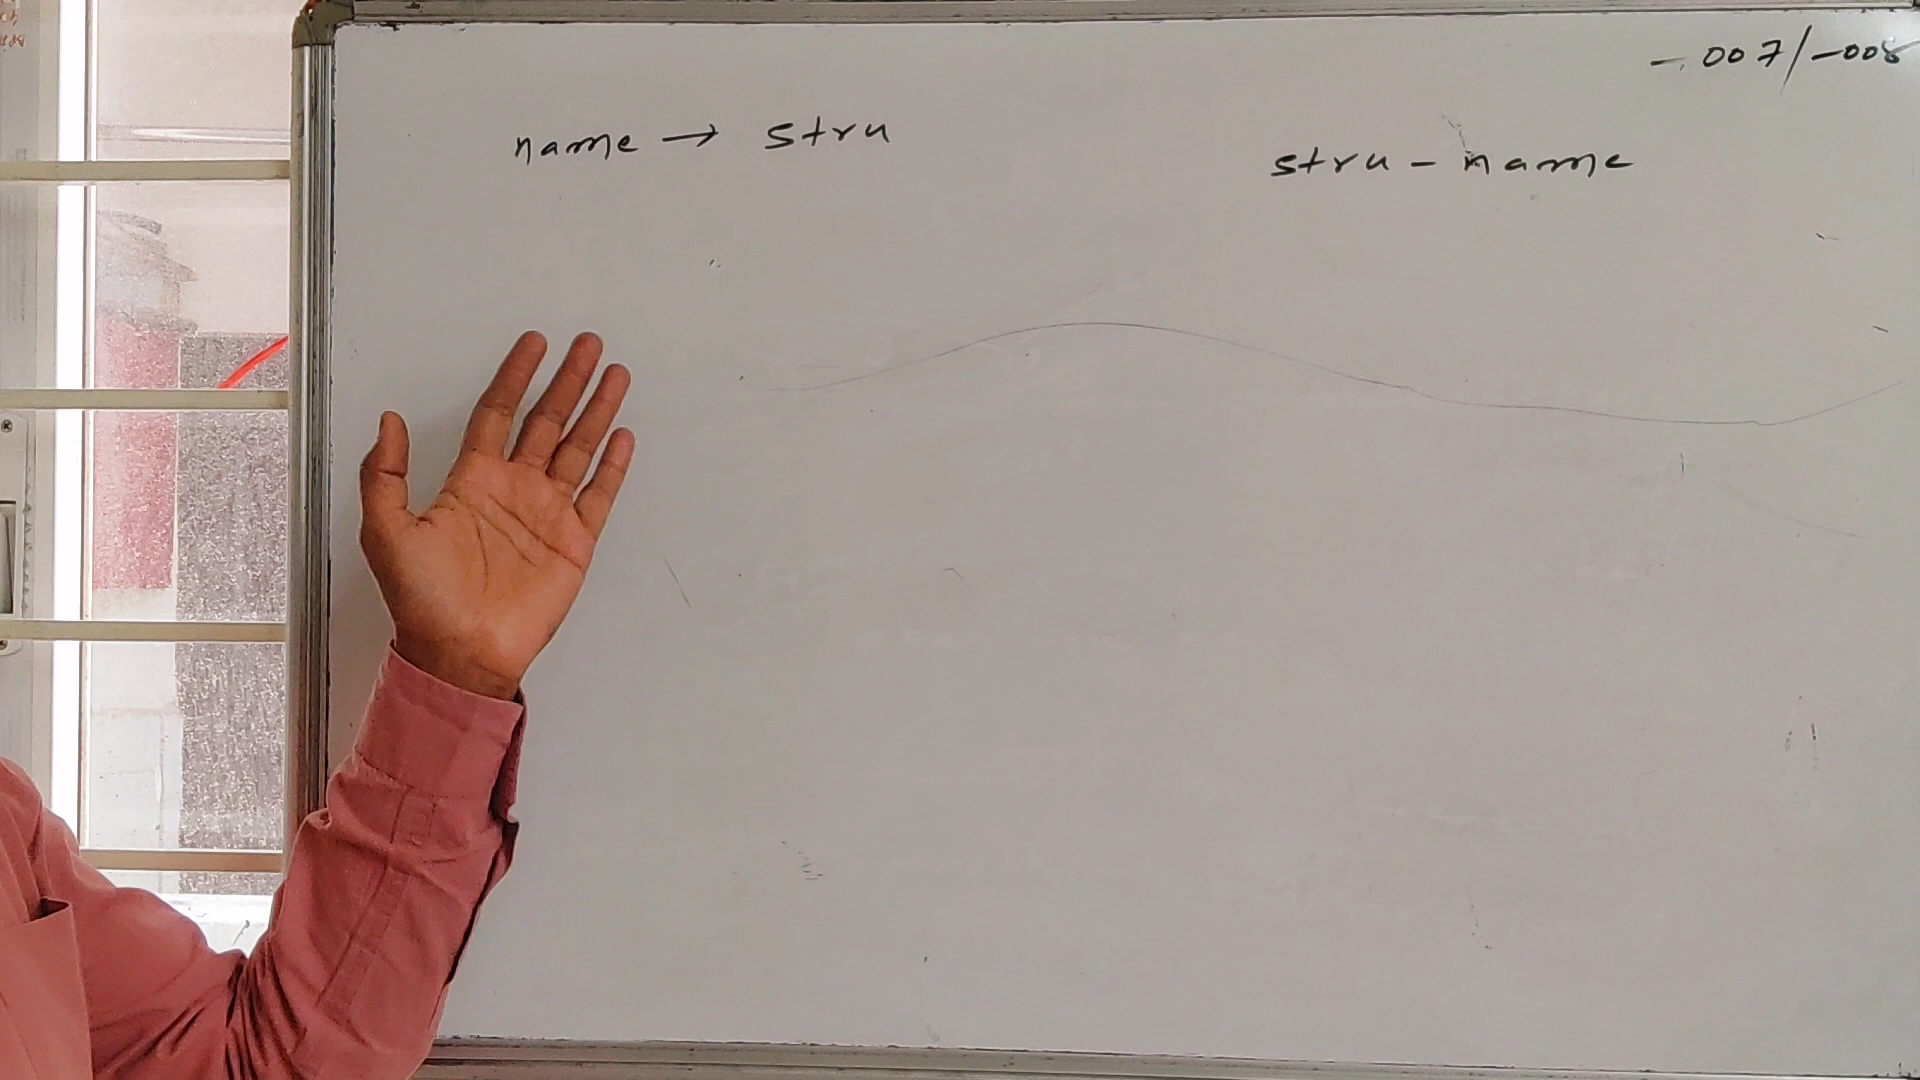 -.007/-008
name → stru
stru - name